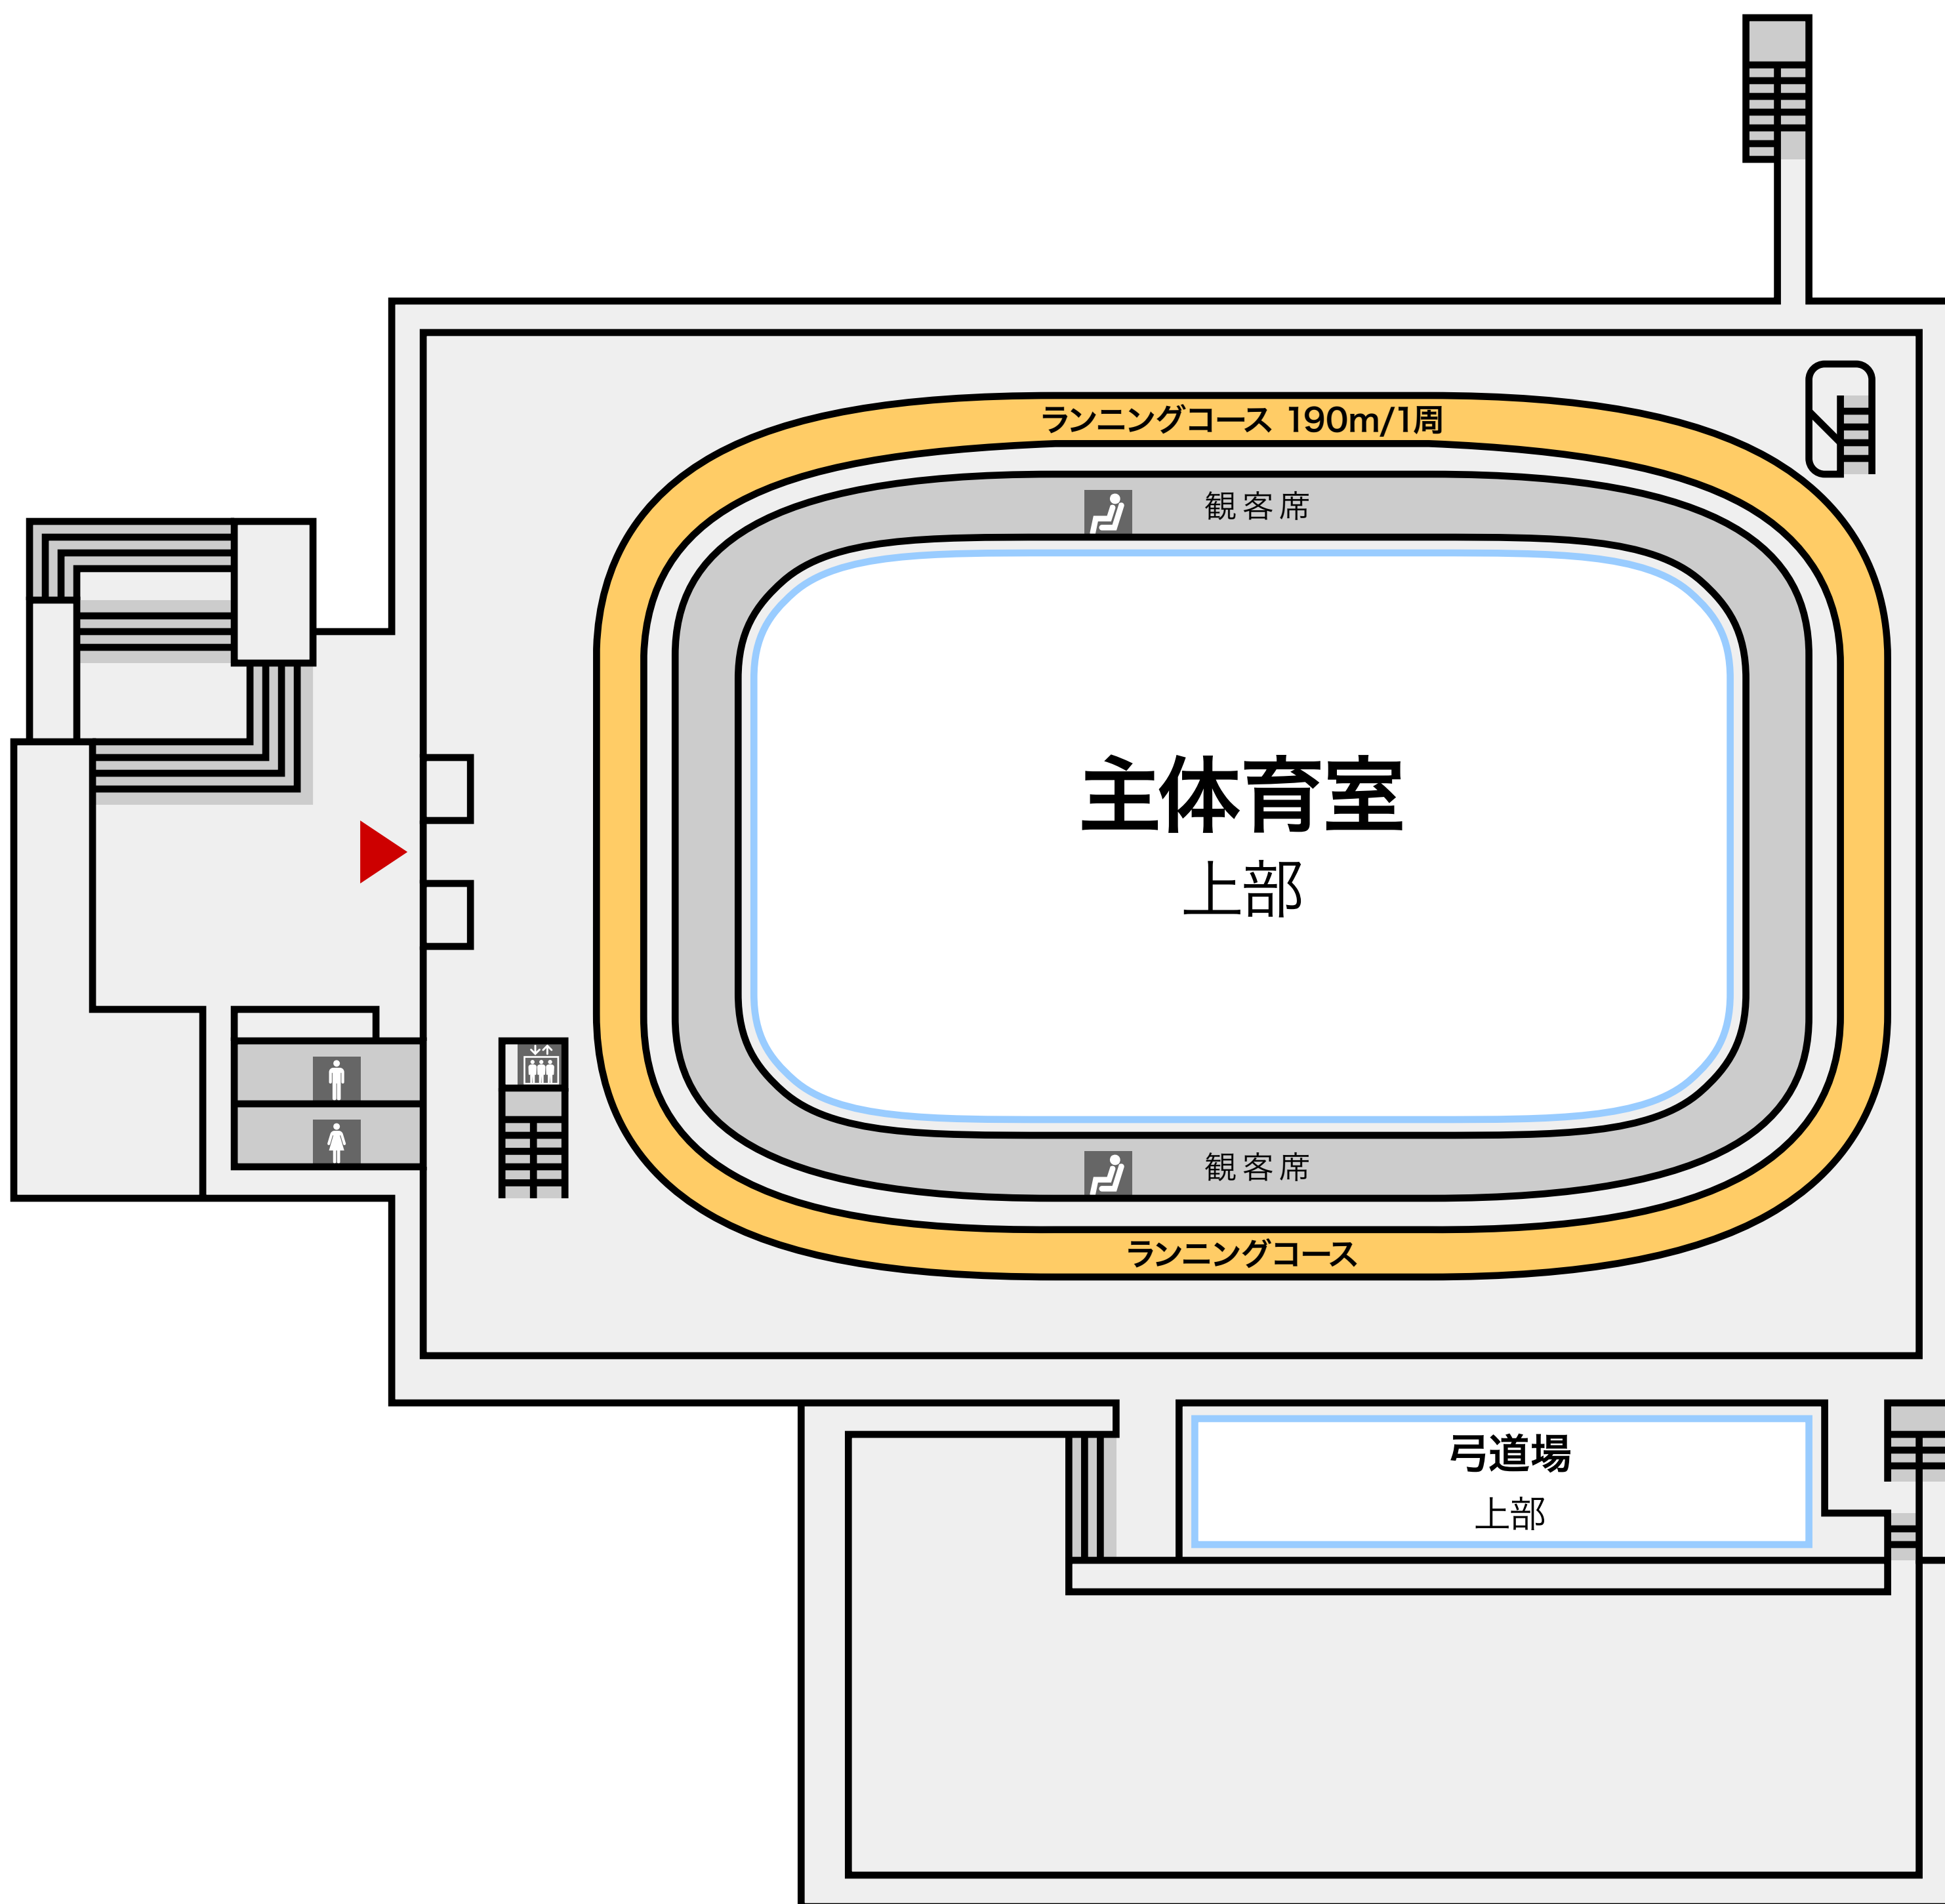 ランニングコース 190m/1周
観客席
主体育室
上部
観客席
ランニングコース
弓道場
上部